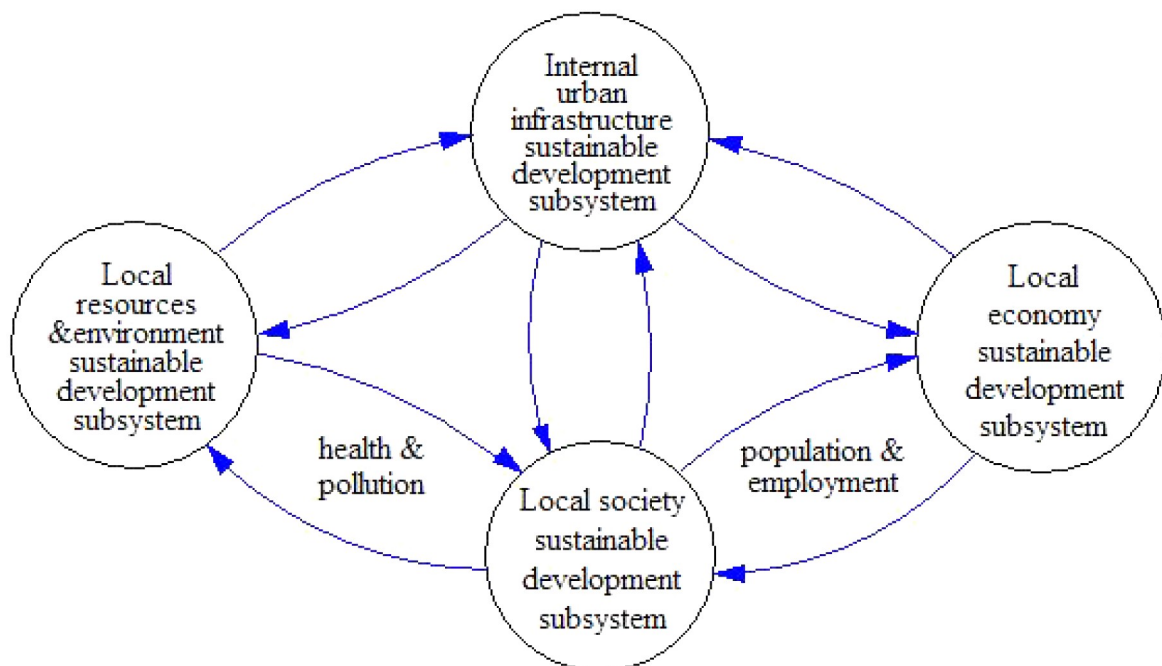 Internal
urban
infrastructure
sustainable
development
subsystem
Local
resources
&environment
sustainable
development
subsystem
Local
economy
sustainable
development
subsystem
health &
pollution
population &
employment
Local society
sustainable
development
subsystem